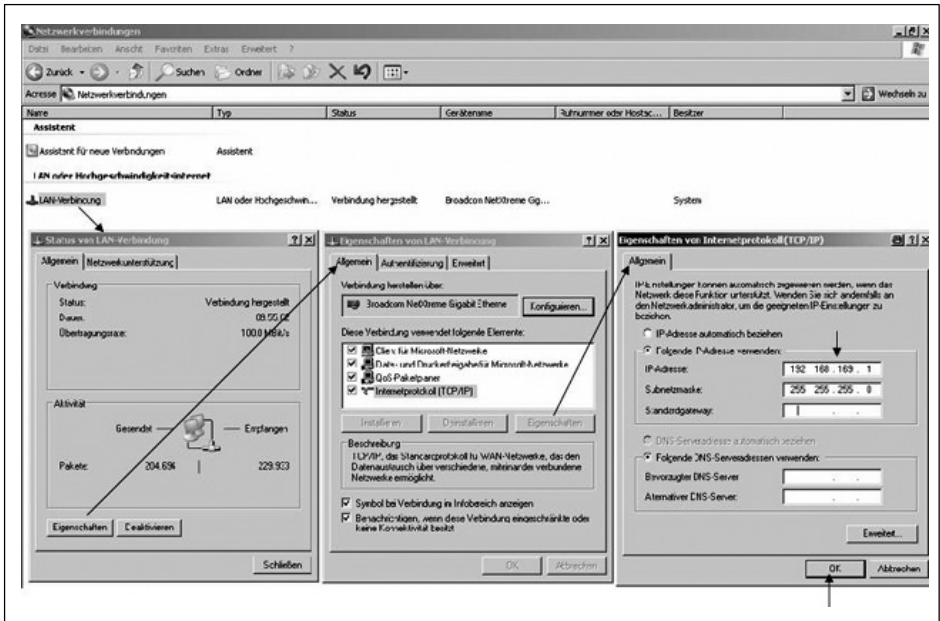 Netzwerkverbindungen
Datei Bearbeiten Ansicht Favoriten Extras Erweitert ?
Zurück Suchen Ordner
Adresse Netzwerkverbindungen Wechseln zu
Name Typ Status Gerätename Rufnummer oder Hostac... Besitzer
Assistent
Assistent für neue Verbindungen Assistent
LAN oder Hochgeschwindigkeitsinternet
LAN-Verbindung LAN oder Hochgeschwin... Verbindung hergestellt Broadcom NetXtreme Gig... System
Status von LAN-Verbindung
Allgemein Netzwerkunterstützung
Verbindung
Status: Verbindung hergestellt
Dauer:
Übertragungsrate: 100.0 MBit/s
Aktivität
Gesendet Empfangen
Pakete: 204.694 229.933
Eigenschaften Deaktivieren
Schließen
Eigenschaften von LAN-Verbindung
Allgemein Authentifizierung Erweitert
Verbindung herstellen über:
Broadcom NetXtreme Gigabit Etherne Konfigurieren...
Diese Verbindung verwendet folgende Elemente:
Client für Microsoft-Netzwerke
Datei- und Druckerfreigabe für Microsoft-Netzwerke
QoS-Paketplaner
Internetprotokoll (TCP/IP)
Installieren Deinstallieren Eigenschaften
Beschreibung
TCP/IP, das Standardprotokoll für WAN-Netzwerke, das den
Datenaustausch über verschiedene, miteinander verbundene
Netzwerke ermöglicht.
Symbol bei Verbindung im Infobereich anzeigen
Benachrichtigen, wenn diese Verbindung eingeschränkte oder
keine Konnektivität besitzt
OK Abbrechen
Eigenschaften von Internetprotokoll (TCP/IP)
Allgemein
IP-Einstellungen können automatisch zugewiesen werden, wenn das
Netzwerk diese Funktion unterstützt. Wenden Sie sich andernfalls an
den Netzwerkadministrator, um die geeigneten IP-Einstellungen zu
beziehen.
IP-Adresse automatisch beziehen
Folgende IP-Adresse verwenden:
IP-Adresse: 192 . 168 . 169 . 1
Subnetzmaske: 255 . 255 . 255 . 0
Standardgateway:
DNS-Serveradresse automatisch beziehen
Folgende DNS-Serveradressen verwenden:
Bevorzugter DNS-Server
Alternativer DNS-Server:
Erweitert...
OK Abbrechen